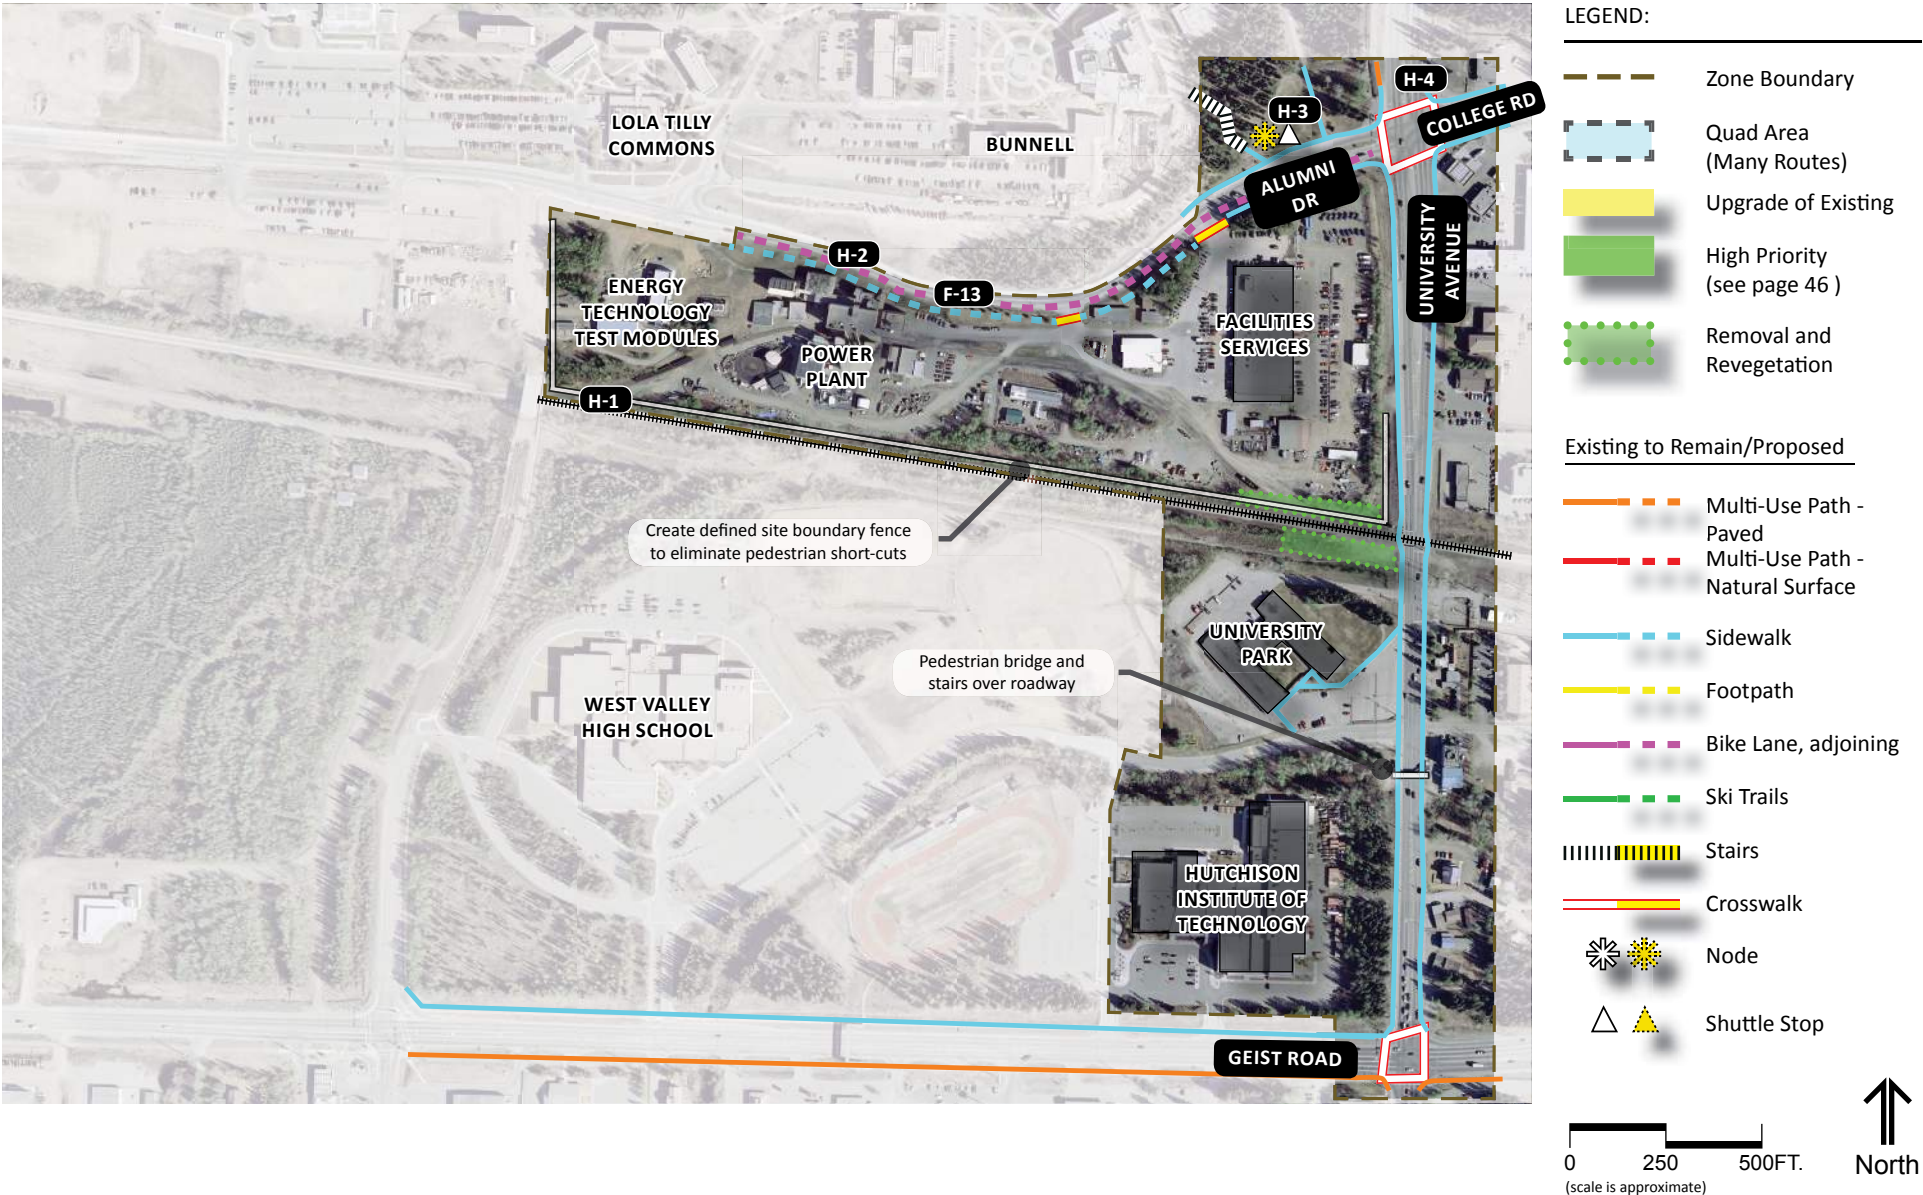 LOLA TILLY
COMMONS
BUNNELL
H-3
H-4
COLLEGE RD
ALUMNI
DR
UNIVERSITY
AVENUE
H-2
F-13
ENERGY
TECHNOLOGY
TEST MODULES
POWER
PLANT
FACILITIES
SERVICES
H-1
Create defined site boundary fence
to eliminate pedestrian short-cuts
UNIVERSITY
PARK
Pedestrian bridge and
stairs over roadway
WEST VALLEY
HIGH SCHOOL
HUTCHISON
INSTITUTE OF
TECHNOLOGY
GEIST ROAD
LEGEND:
Zone Boundary
Quad Area
(Many Routes)
Upgrade of Existing
High Priority
(see page 46 )
Removal and
Revegetation
Existing to Remain/Proposed
Multi-Use Path -
Paved
Multi-Use Path -
Natural Surface
Sidewalk
Footpath
Bike Lane, adjoining
Ski Trails
Stairs
Crosswalk
Node
Shuttle Stop
0 250 500FT.
(scale is approximate)
North